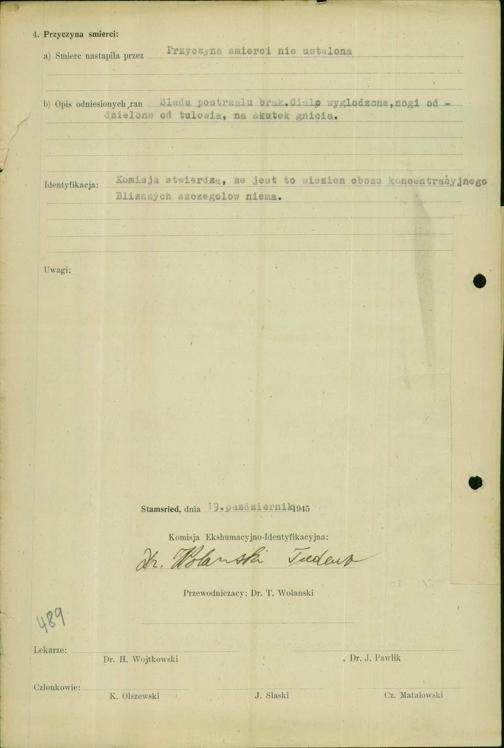 4. Przyczyna smierci:
a) Smierc nastąpiła przez Przyczyna smierci nie ustalona
b) Opis odniesionych ran Sladu postrzalu brak.Cialo wyglodzone,nogi od -
dzielone od tulowia, na skutek gnicia.
Identyfikacja: Komisja stwierdza, ze jest to wiezien obozu koncentracyjnego
Blizszych szczegolow niema.
Uwagi:
Stamsried, dnia 19.pazdziernik 1945
Komisja Ekshumacyjno-Identyfikacyjna:
Dr. Wolanski Tadeusz
Przewodniczacy: Dr. T. Wolanski
489
Lekarze:
Dr. H. Wojtkowski Dr. J. Pawlik
Członkowie:
K. Olszewski J. Slaski Cz. Matalowski